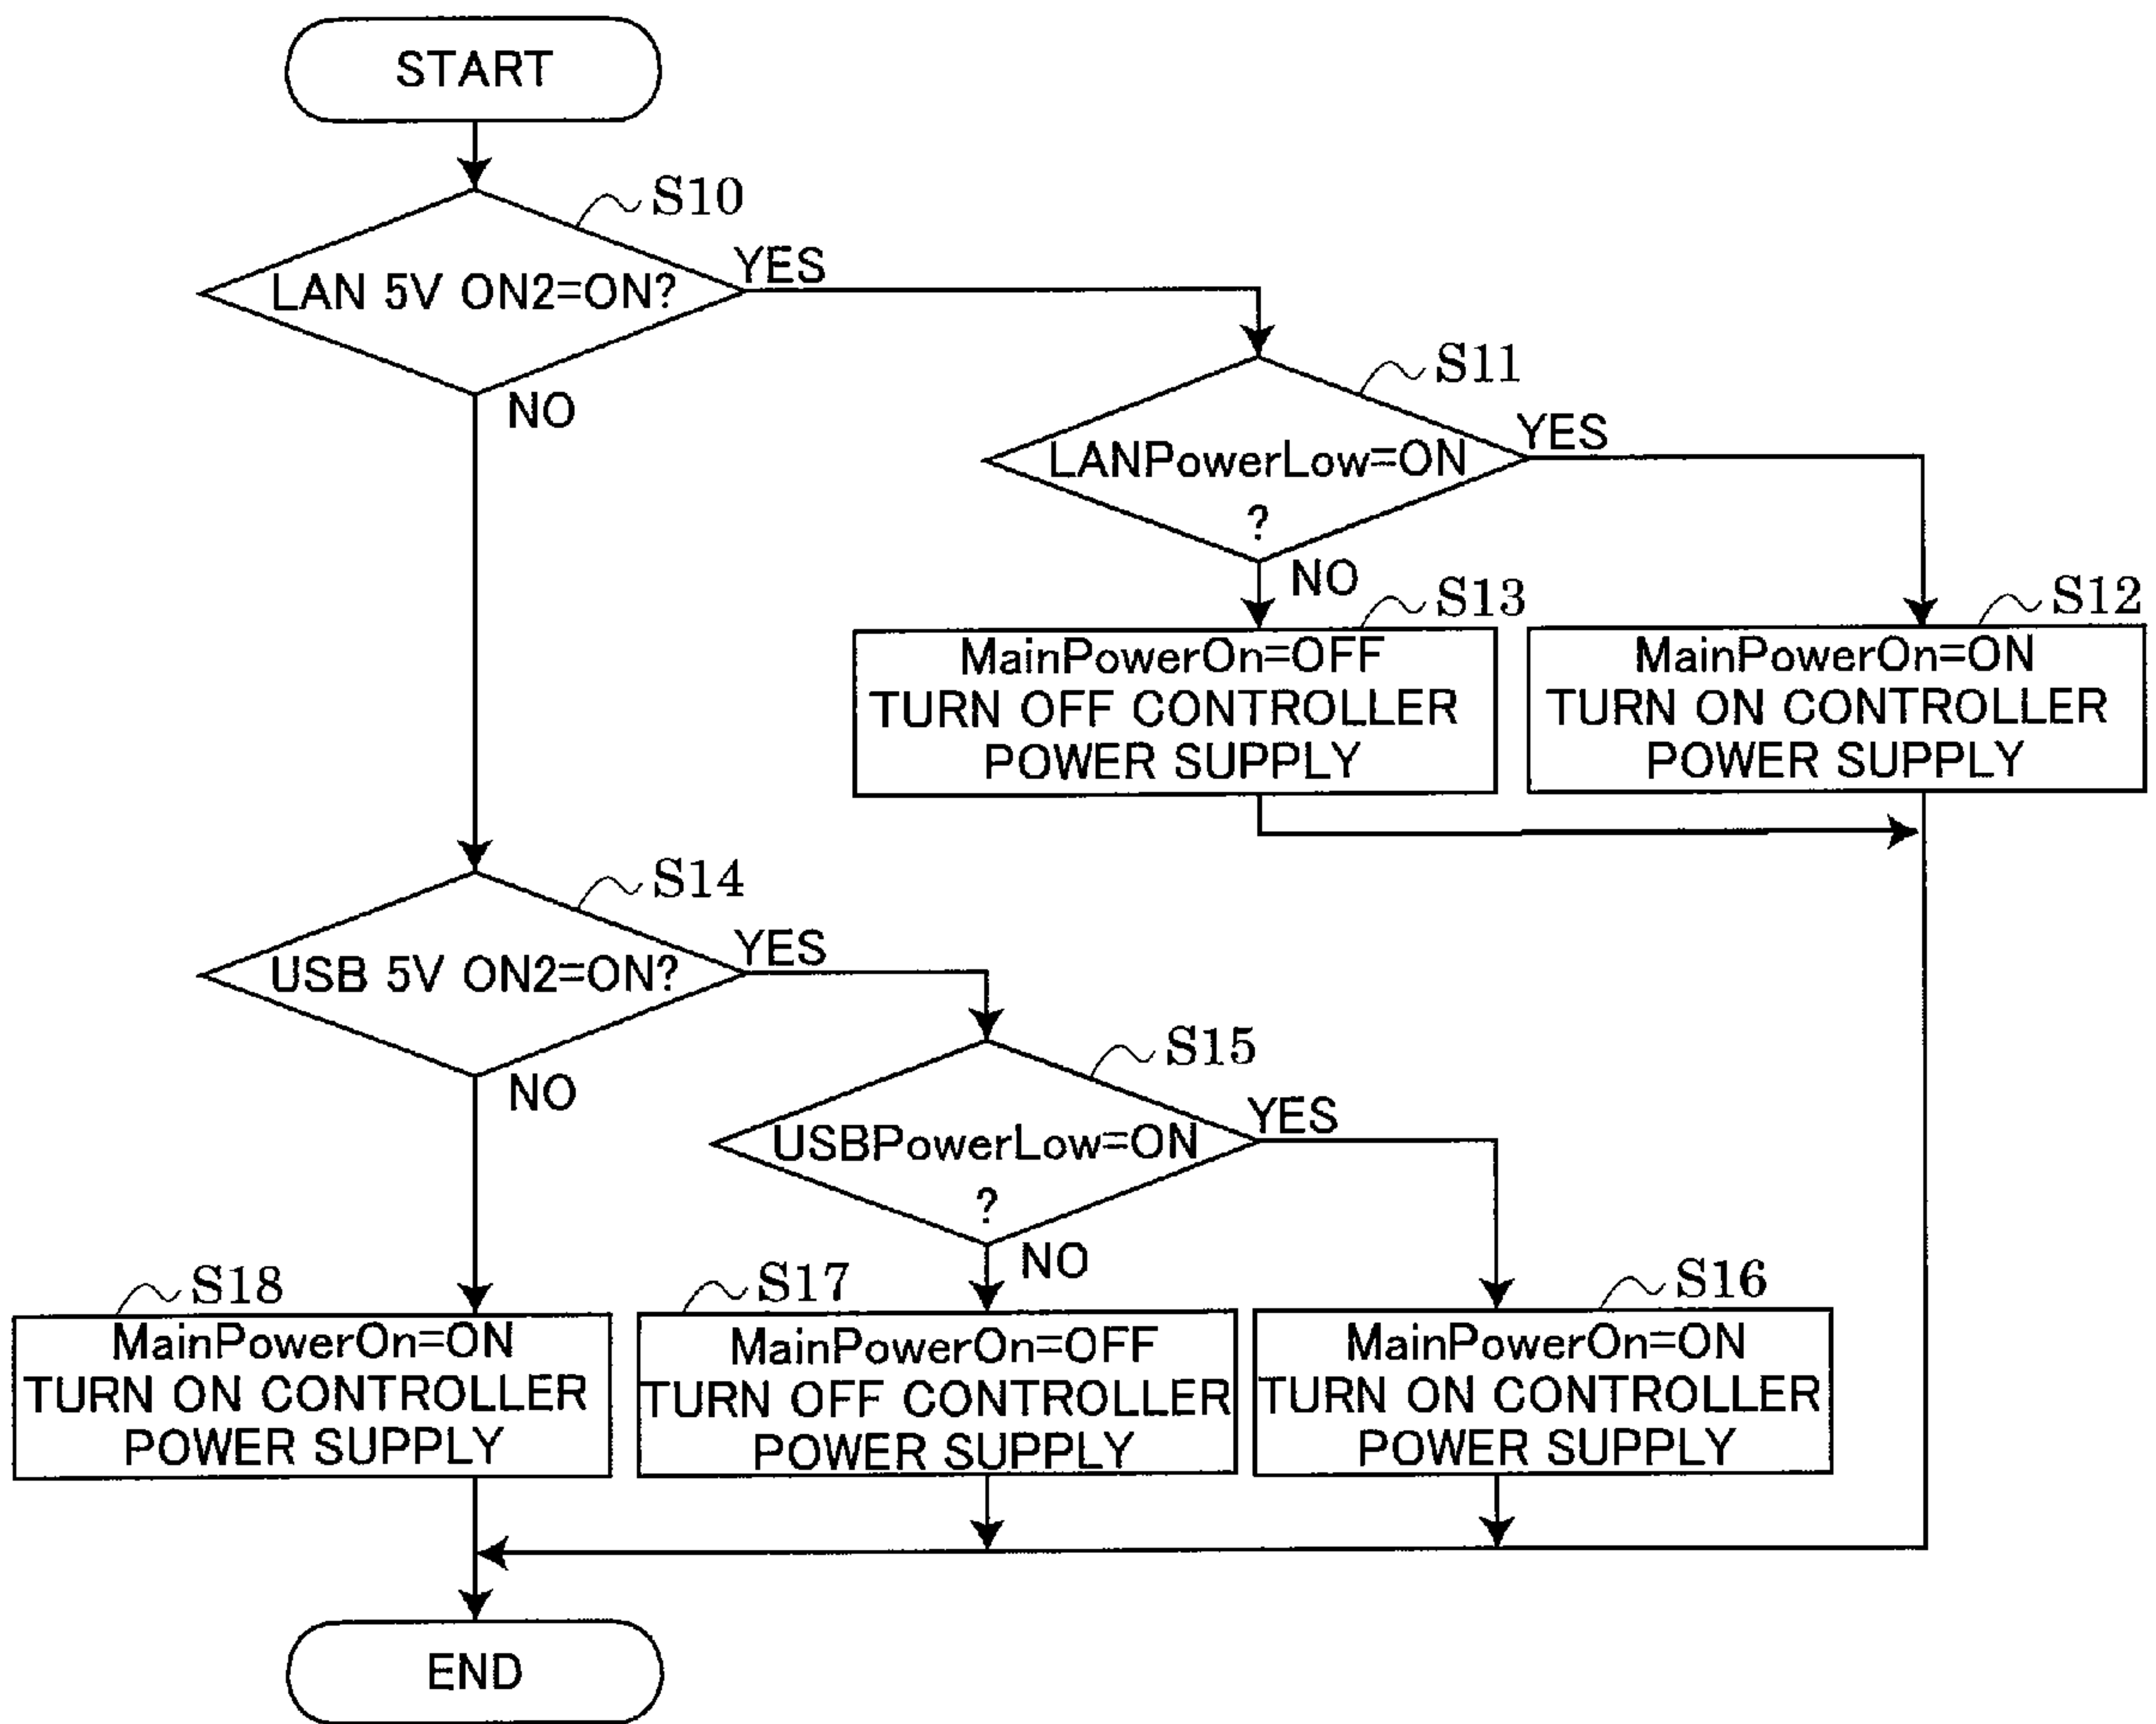 START
S10
LAN 5V ON2=ON?
YES
NO
S11
LANPowerLow=ON
?
YES
NO
S13
MainPowerOn=OFF
TURN OFF CONTROLLER
POWER SUPPLY
S12
MainPowerOn=ON
TURN ON CONTROLLER
POWER SUPPLY
S14
USB 5V ON2=ON?
YES
NO
S15
USBPowerLow=ON
?
YES
NO
S18
MainPowerOn=ON
TURN ON CONTROLLER
POWER SUPPLY
S17
MainPowerOn=OFF
TURN OFF CONTROLLER
POWER SUPPLY
S16
MainPowerOn=ON
TURN ON CONTROLLER
POWER SUPPLY
END